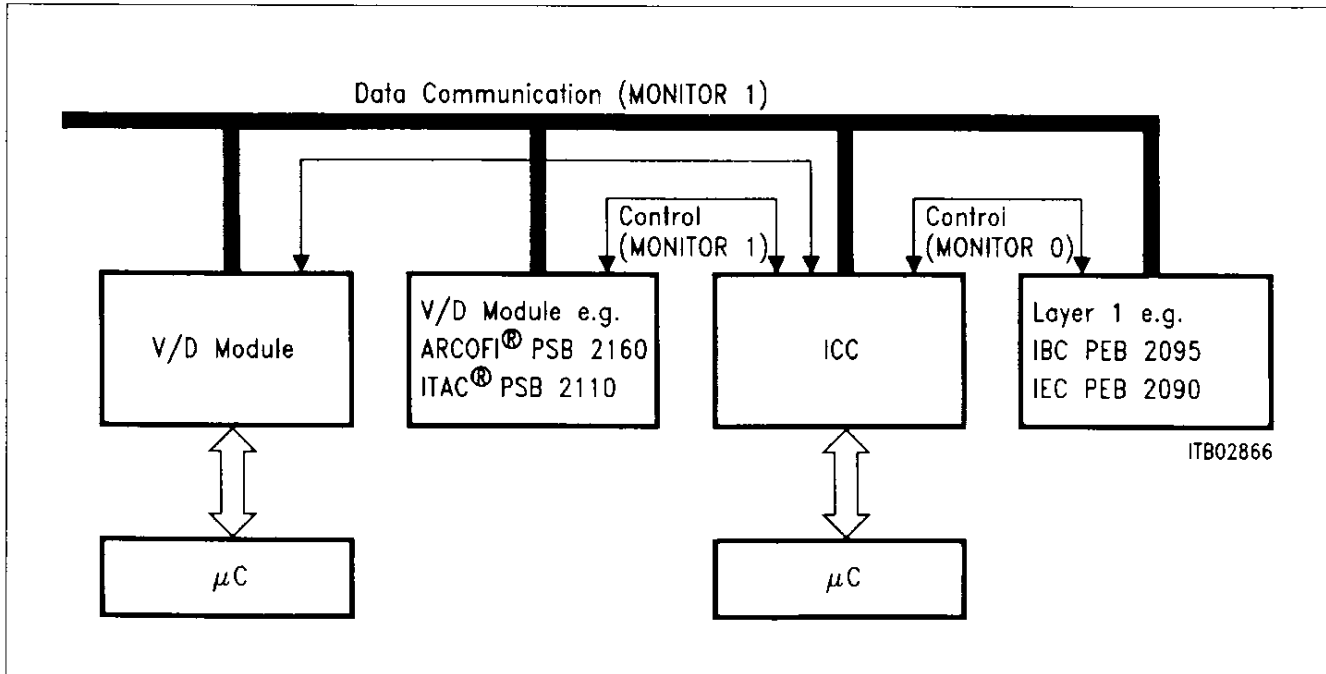 Data Communication (MONITOR 1)
Control
(MONITOR 1)
Control
(MONITOR 0)
V/D Module
V/D Module e.g.
ARCOFI® PSB 2160
ITAC® PSB 2110
ICC
Layer 1 e.g.
IBC PEB 2095
IEC PEB 2090
ITB02866
μC
μC